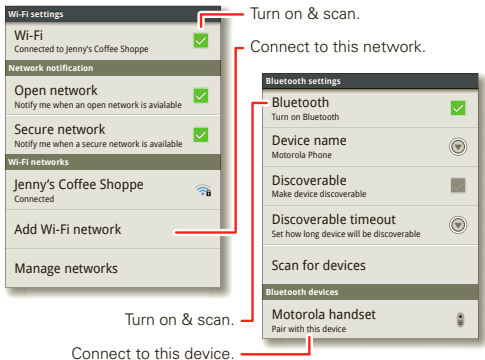 Wi-Fi settings
Wi-Fi
Connected to Jenny's Coffee Shoppe
Network notification
Open network
Notify me when an open network is avialable
Secure network
Notify me when a secure network is available
Wi-Fi networks
Jenny's Coffee Shoppe
Connected
Add Wi-Fi network
Manage networks
Turn on & scan.
Connect to this network.
Bluetooth settings
Bluetooth
Turn on Bluetooth
Device name
Motorola Phone
Discoverable
Make device discoverable
Discoverable timeout
Set how long device will be discoverable
Scan for devices
Bluetooth devices
Motorola handset
Pair with this device
Turn on & scan.
Connect to this device.